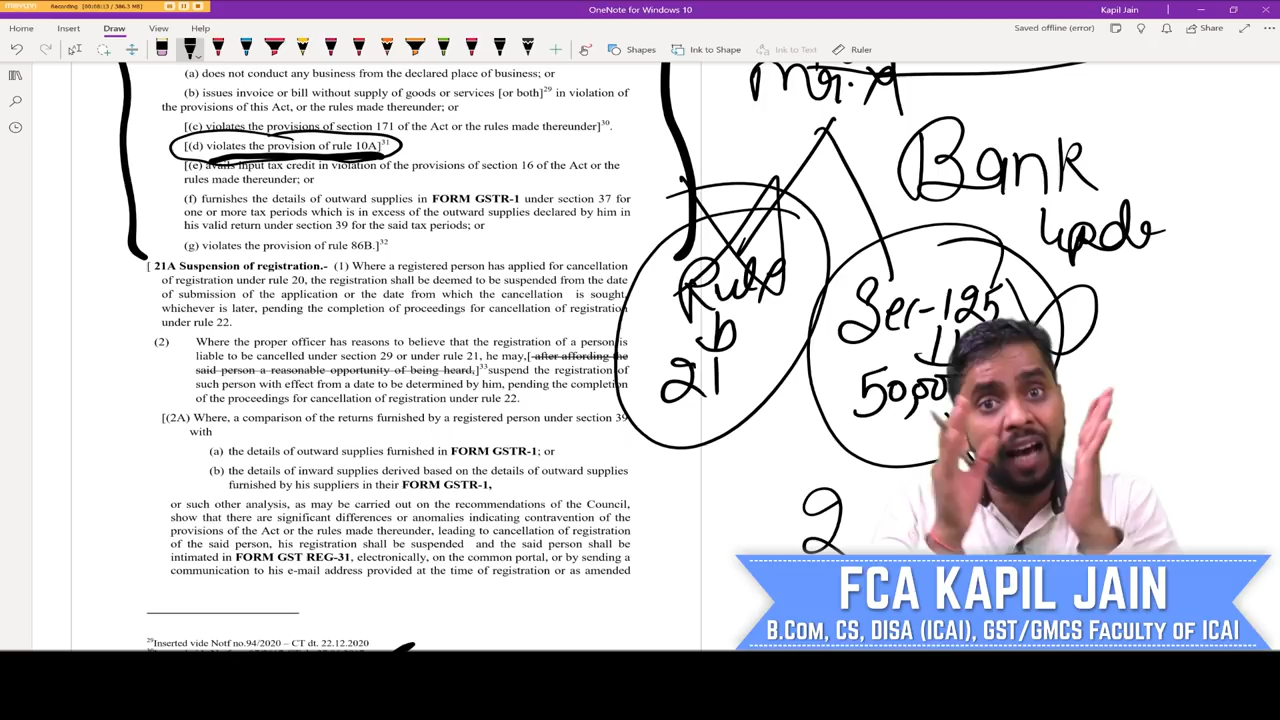 Recording [00:08:13 / 386.3 MB]
OneNote for Windows 10
Kapil Jain
Home Insert Draw View Help
Saved offline (error)
Share
Shapes
Ink to Shape
Ink to Text
Ruler
(a) does not conduct any business from the declared place of business; or
(b) issues invoice or bill without supply of goods or services [or both]29 in violation of
the provisions of this Act, or the rules made thereunder; or
[(c) violates the provisions of section 171 of the Act or the rules made thereunder]30.
[(d) violates the provision of rule 10A]31
[(e) avails input tax credit in violation of the provisions of section 16 of the Act or the
rules made thereunder; or
(f) furnishes the details of outward supplies in FORM GSTR-1 under section 37 for
one or more tax periods which is in excess of the outward supplies declared by him in
his valid return under section 39 for the said tax periods; or
(g) violates the provision of rule 86B.]32
[ 21A Suspension of registration.- (1) Where a registered person has applied for cancellation
of registration under rule 20, the registration shall be deemed to be suspended from the date
of submission of the application or the date from which the cancellation is sought,
whichever is later, pending the completion of proceedings for cancellation of registration
under rule 22.
(2) Where the proper officer has reasons to believe that the registration of a person is
liable to be cancelled under section 29 or under rule 21, he may,[ after affording the
said person a reasonable opportunity of being heard,]33suspend the registration of
such person with effect from a date to be determined by him, pending the completion
of the proceedings for cancellation of registration under rule 22.
[(2A) Where, a comparison of the returns furnished by a registered person under section 39
with
(a) the details of outward supplies furnished in FORM GSTR-1; or
(b) the details of inward supplies derived based on the details of outward supplies
furnished by his suppliers in their FORM GSTR-1,
or such other analysis, as may be carried out on the recommendations of the Council,
show that there are significant differences or anomalies indicating contravention of the
provisions of the Act or the rules made thereunder, leading to cancellation of registration
of the said person, his registration shall be suspended and the said person shall be
intimated in FORM GST REG-31, electronically, on the common portal, or by sending a
communication to his e-mail address provided at the time of registration or as amended
29Inserted vide Notf no.94/2020 – CT dt. 22.12.2020
Mr. A
Bank
Rule
21
Sec-125
50,00
2
FCA KAPIL JAIN
B.Com, CS, DISA (ICAI), GST/GMCS Faculty of ICAI